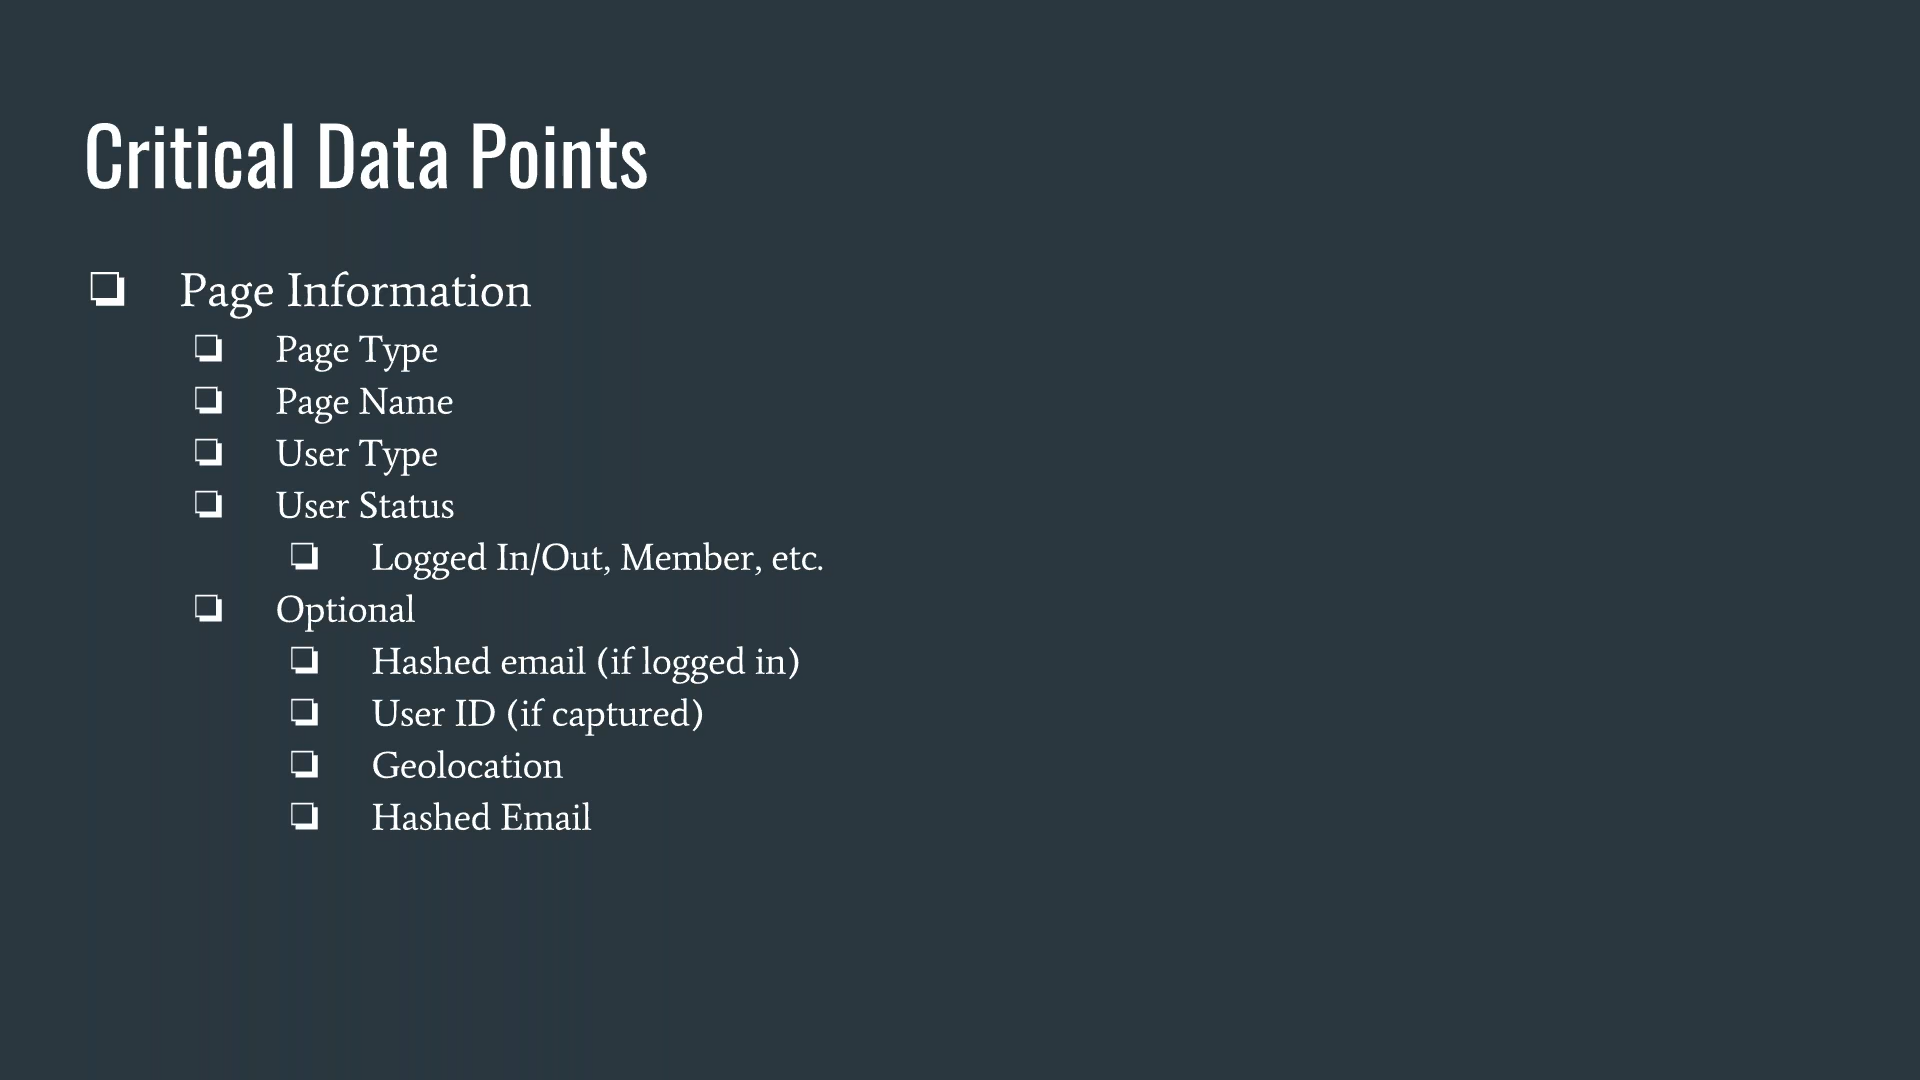 Critical Data Points
❏ Page Information
❏ Page Type
❏ Page Name
❏ User Type
❏ User Status
❏ Logged In/Out, Member, etc.
❏ Optional
❏ Hashed email (if logged in)
❏ User ID (if captured)
❏ Geolocation
❏ Hashed Email